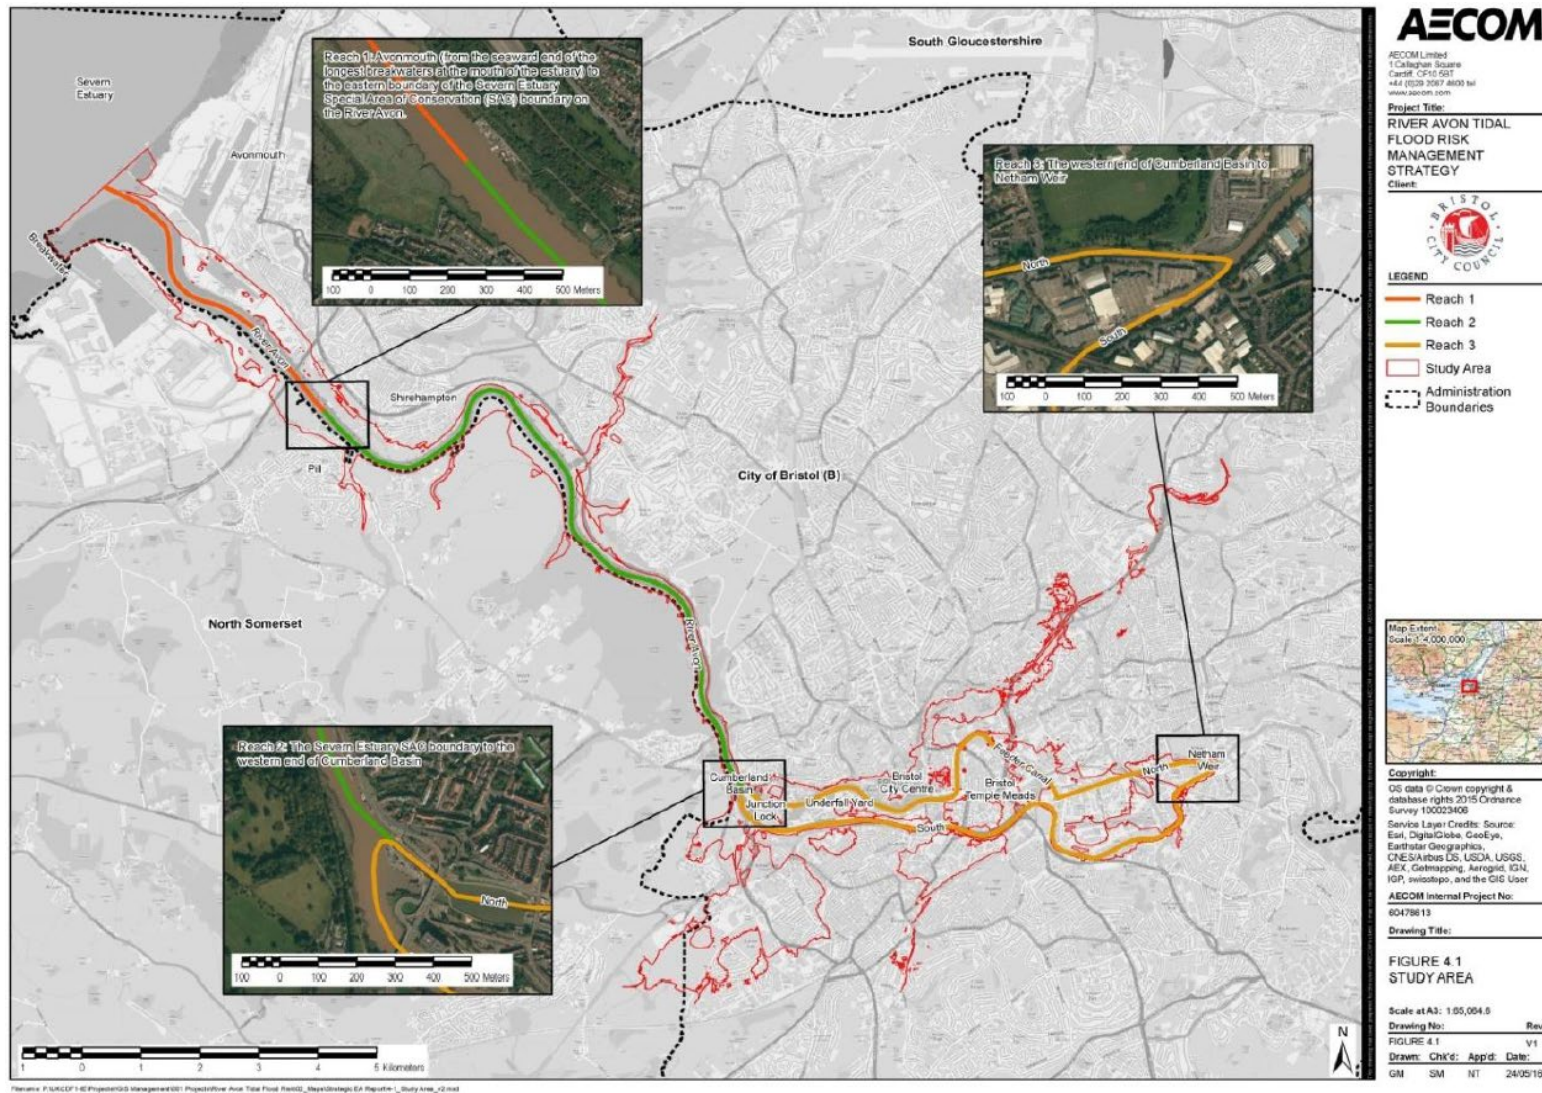 South Gloucestershire
Severn
Estuary
Avonmouth
Reach 1: Avonmouth (from the seaward end of the
longest breakwaters at the mouth of the estuary) to
the eastern boundary of the Severn Estuary
Special Area of Conservation (SAC) boundary on
the River Avon.
100 0 100 200 300 400 500 Meters
Reach 3: The western end of Cumberland Basin to
Netham Weir
North
South
100 0 100 200 300 400 500 Meters
Breakwater
River Avon
Shirehampton
Pill
City of Bristol (B)
North Somerset
River Avon
Reach 2: The Severn Estuary SAC boundary to the
western end of Cumberland Basin
North
100 0 100 200 300 400 500 Meters
Cumberland
Basin
Junction
Lock
Underfall Yard
Bristol
City Centre
Feeder Canal
Bristol
Temple Meads
North
South
Netham
Weir
1 0 1 2 3 4 5 Kilometers
N
AECOM
AECOM Limited
1 Callaghan Square
Cardiff, CF10 5BT
+44 (0)29 2067 4600 tel
www.aecom.com
Project Title:
RIVER AVON TIDAL
FLOOD RISK
MANAGEMENT
STRATEGY
Client:
BRISTOL
CITY COUNCIL
LEGEND
Reach 1
Reach 2
Reach 3
Study Area
Administration
Boundaries
Map Extent
Scale 1:4,000,000
Copyright:
OS data © Crown copyright &
database rights 2015 Ordnance
Survey 100023406
Service Layer Credits: Source:
Esri, DigitalGlobe, GeoEye,
Earthstar Geographics,
CNES/Airbus DS, USDA, USGS,
AEX, Getmapping, Aerogrid, IGN,
IGP, swisstopo, and the GIS User
AECOM Internal Project No:
60478613
Drawing Title:
FIGURE 4.1
STUDY AREA
Scale at A3:
Drawing No: Rev
FIGURE 4.1 V1
Drawn: Chk'd: App'd: Date:
GM SM NT 24/05/16